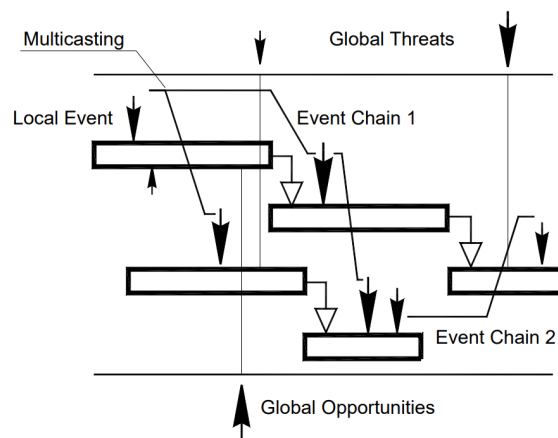 Multicasting
Global Threats
Local Event
Event Chain 1
Event Chain 2
Global Opportunities